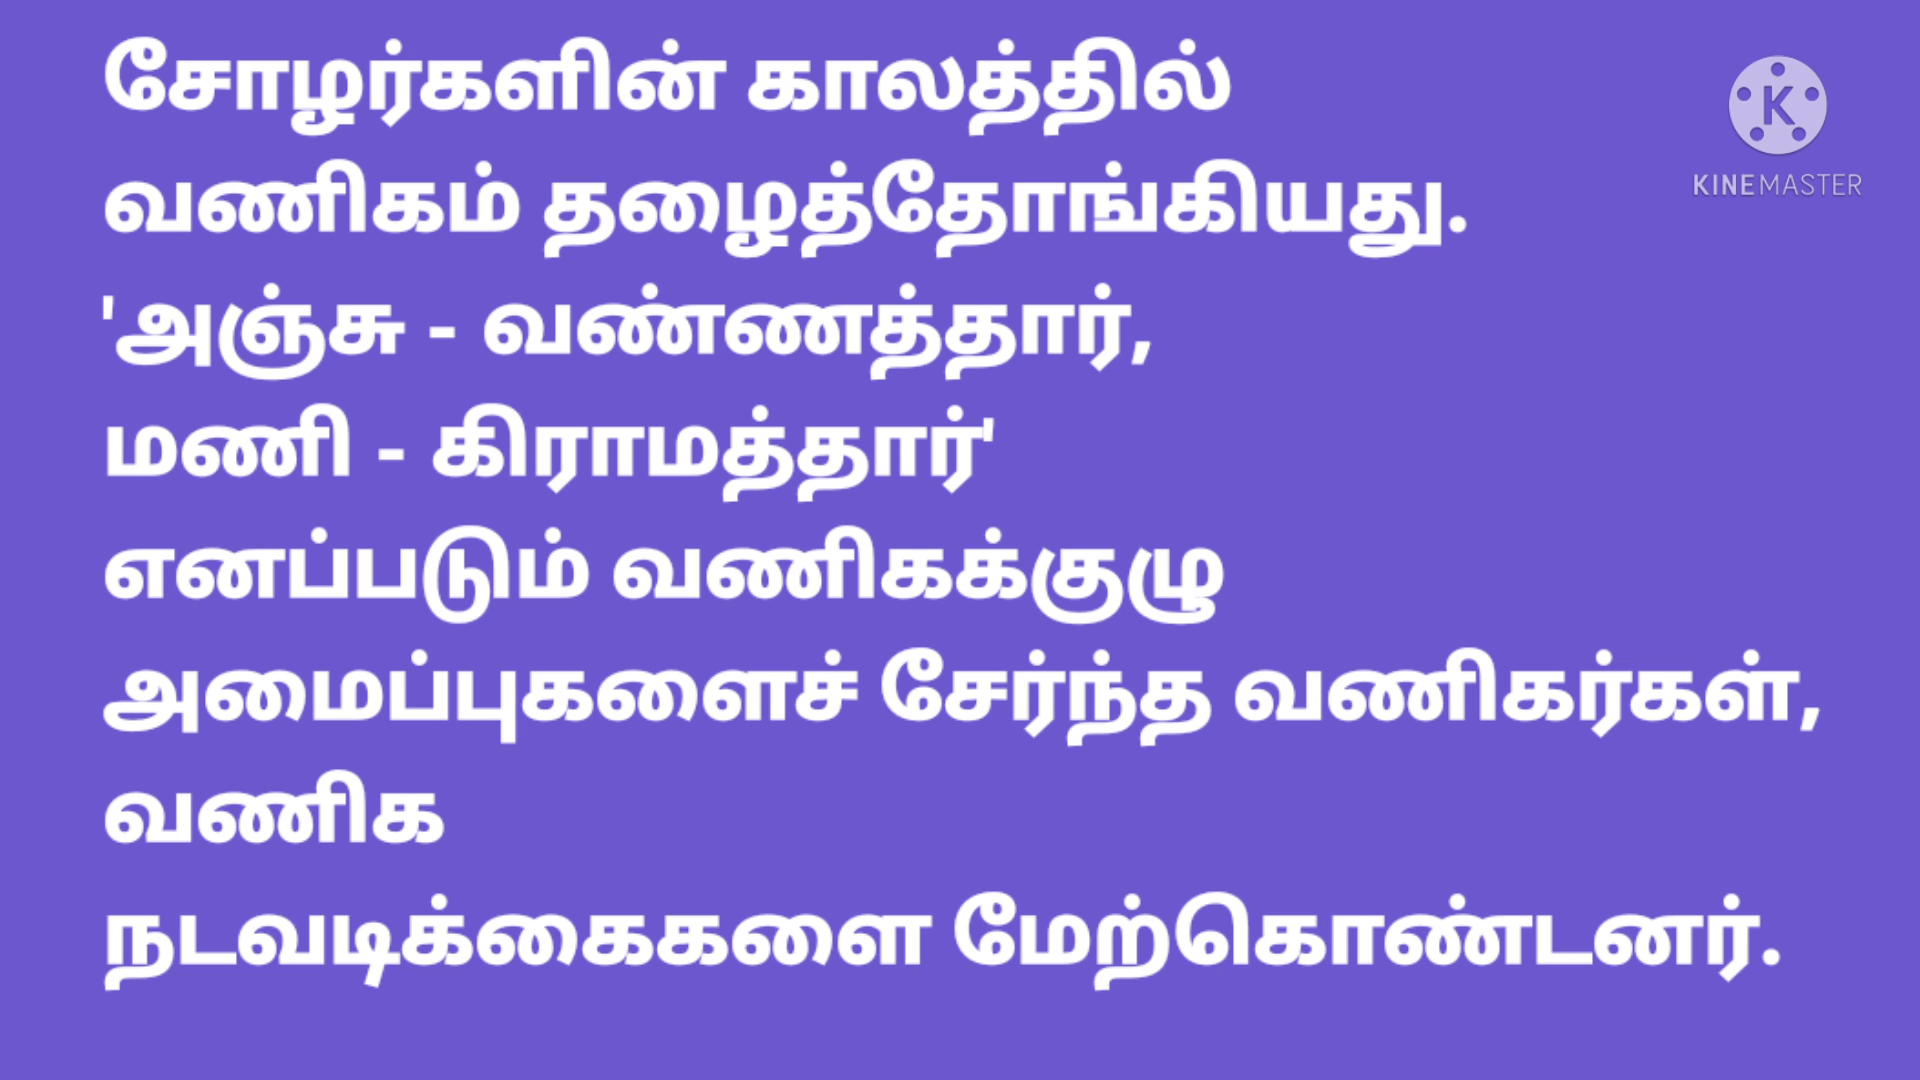 சோழர்களின் காலத்தில்
வணிகம் தழைத்தோங்கியது.
'அஞ்சு - வண்ணத்தார்,
மணி - கிராமத்தார்'
எனப்படும் வணிகக்குழு
அமைப்புகளைச் சேர்ந்த வணிகர்கள்,
வணிக
நடவடிக்கைகளை மேற்கொண்டனர்.
K
KINEMASTER